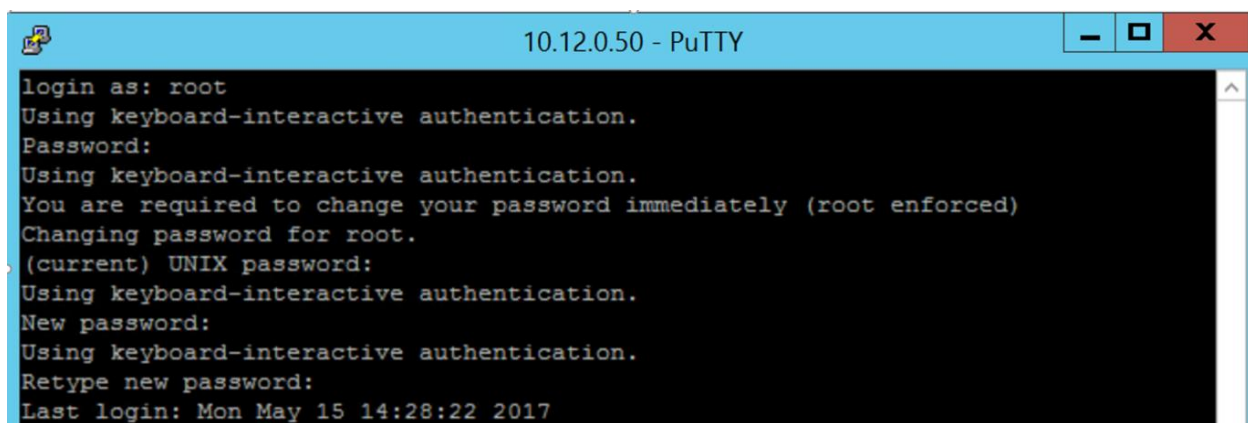 10.12.0.50 - PuTTY
login as: root
Using keyboard-interactive authentication.
Password:
Using keyboard-interactive authentication.
You are required to change your password immediately (root enforced)
Changing password for root.
(current) UNIX password:
Using keyboard-interactive authentication.
New password:
Using keyboard-interactive authentication.
Retype new password:
Last login: Mon May 15 14:28:22 2017